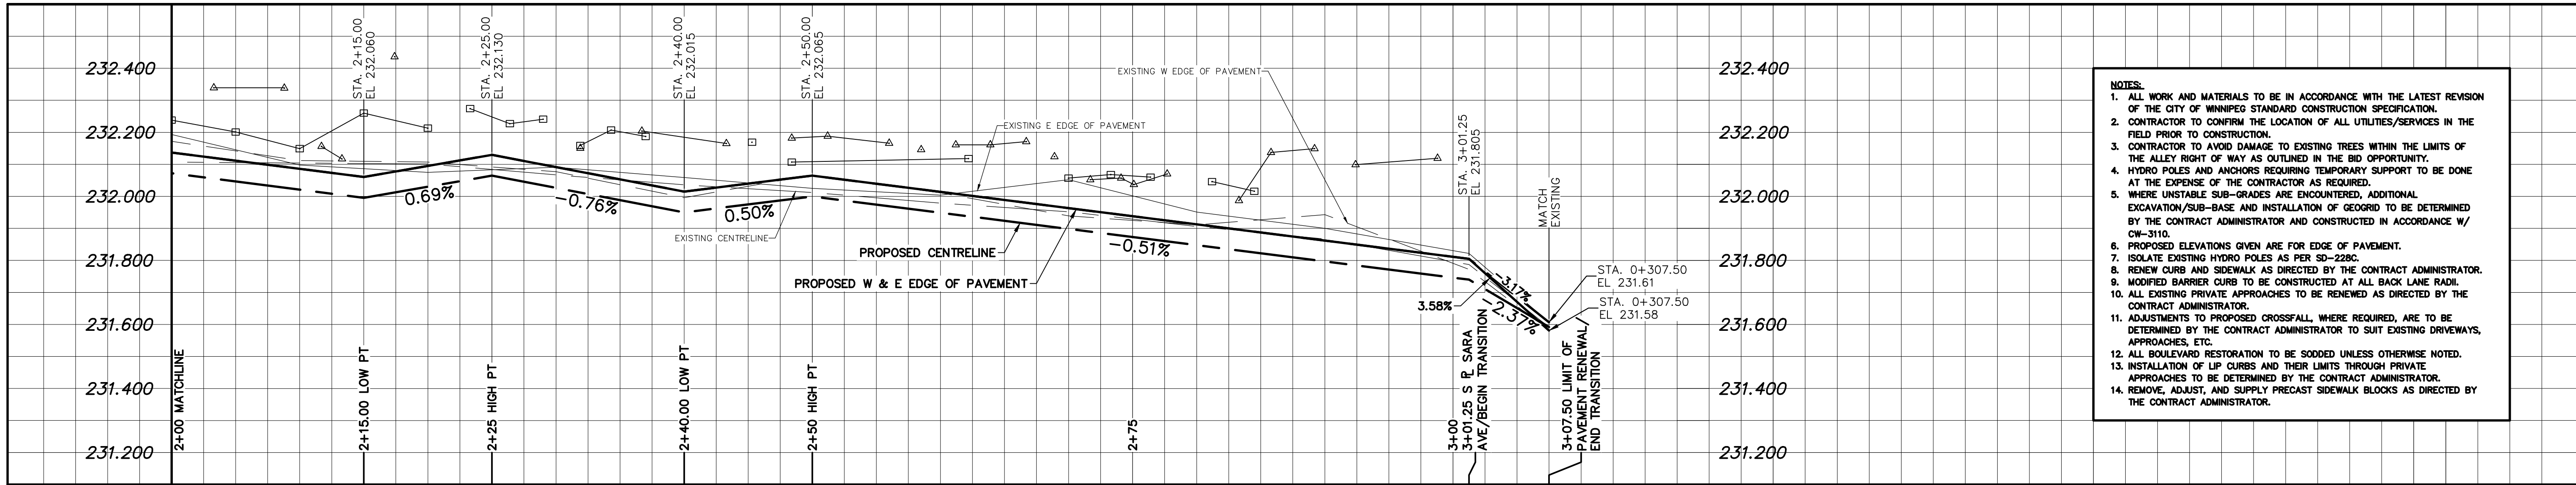 232.400
232.200
232.000
231.800
231.600
231.400
231.200
2+00 MATCHLINE
STA. 2+15.00
EL 232.060
STA. 2+25.00
EL 232.130
STA. 2+40.00
EL 232.015
STA. 2+50.00
EL 232.065
EXISTING W EDGE OF PAVEMENT
EXISTING E EDGE OF PAVEMENT
STA. 3+01.25
EL 231.805
MATCH
EXISTING
0.69%
-0.76%
0.50%
-0.51%
EXISTING CENTRELINE
PROPOSED CENTRELINE
PROPOSED W & E EDGE OF PAVEMENT
-3.17%
3.58%
-2.37%
STA. 0+307.50
EL 231.61
STA. 0+307.50
EL 231.58
2+15.00 LOW PT
2+25 HIGH PT
2+40.00 LOW PT
2+50 HIGH PT
2+75
3+00
3+01.25 S PL SARA
AVE/BEGIN TRANSITION
3+07.50 LIMIT OF
PAVEMENT RENEWAL/
END TRANSITION
232.400
232.200
232.000
231.800
231.600
231.400
231.200
NOTES:
1. ALL WORK AND MATERIALS TO BE IN ACCORDANCE WITH THE LATEST REVISION
OF THE CITY OF WINNIPEG STANDARD CONSTRUCTION SPECIFICATION.
2. CONTRACTOR TO CONFIRM THE LOCATION OF ALL UTILITIES/SERVICES IN THE
FIELD PRIOR TO CONSTRUCTION.
3. CONTRACTOR TO AVOID DAMAGE TO EXISTING TREES WITHIN THE LIMITS OF
THE ALLEY RIGHT OF WAY AS OUTLINED IN THE BID OPPORTUNITY.
4. HYDRO POLES AND ANCHORS REQUIRING TEMPORARY SUPPORT TO BE DONE
AT THE EXPENSE OF THE CONTRACTOR AS REQUIRED.
5. WHERE UNSTABLE SUB-GRADES ARE ENCOUNTERED, ADDITIONAL
EXCAVATION/SUB-BASE AND INSTALLATION OF GEOGRID TO BE DETERMINED
BY THE CONTRACT ADMINISTRATOR AND CONSTRUCTED IN ACCORDANCE W/
CW-3110.
6. PROPOSED ELEVATIONS GIVEN ARE FOR EDGE OF PAVEMENT.
7. ISOLATE EXISTING HYDRO POLES AS PER SD-228C.
8. RENEW CURB AND SIDEWALK AS DIRECTED BY THE CONTRACT ADMINISTRATOR.
9. MODIFIED BARRIER CURB TO BE CONSTRUCTED AT ALL BACK LANE RADII.
10. ALL EXISTING PRIVATE APPROACHES TO BE RENEWED AS DIRECTED BY THE
CONTRACT ADMINISTRATOR.
11. ADJUSTMENTS TO PROPOSED CROSSFALL, WHERE REQUIRED, ARE TO BE
DETERMINED BY THE CONTRACT ADMINISTRATOR TO SUIT EXISTING DRIVEWAYS,
APPROACHES, ETC.
12. ALL BOULEVARD RESTORATION TO BE SODDED UNLESS OTHERWISE NOTED.
13. INSTALLATION OF LIP CURBS AND THEIR LIMITS THROUGH PRIVATE
APPROACHES TO BE DETERMINED BY THE CONTRACT ADMINISTRATOR.
14. REMOVE, ADJUST, AND SUPPLY PRECAST SIDEWALK BLOCKS AS DIRECTED BY
THE CONTRACT ADMINISTRATOR.